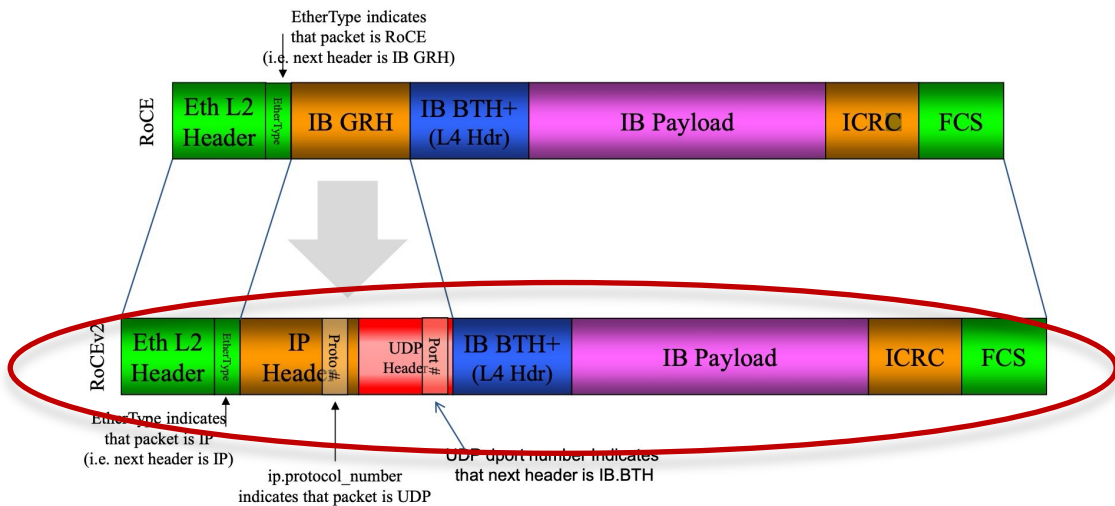 EtherType indicates
that packet is RoCE
(i.e. next header is IB GRH)
RoCE
Eth L2
Header
EtherType
IB GRH
IB BTH+
(L4 Hdr)
IB Payload
ICRC
FCS
RoCEv2
Eth L2
Header
EtherType
IP
Header
Proto #
UDP
Header
Port #
IB BTH+
(L4 Hdr)
IB Payload
ICRC
FCS
EtherType indicates
that packet is IP
(i.e. next header is IP)
ip.protocol_number
indicates that packet is UDP
UDP dport number indicates
that next header is IB.BTH